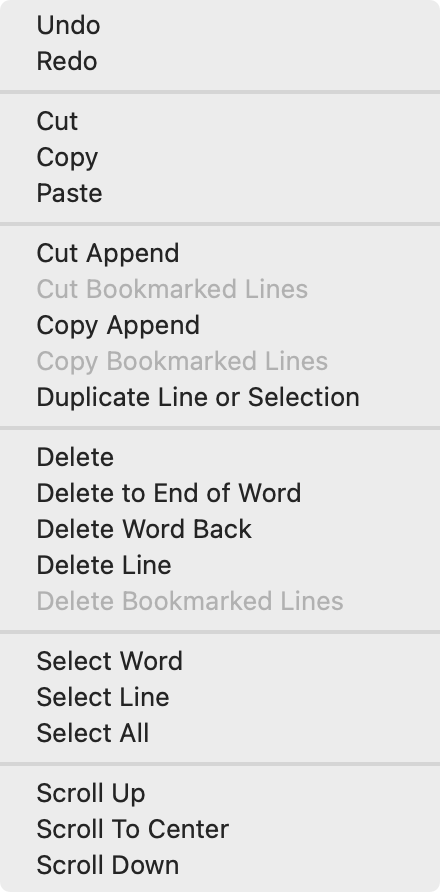 Undo
Redo
Cut
Copy
Paste
Cut Append
Cut Bookmarked Lines
Copy Append
Copy Bookmarked Lines
Duplicate Line or Selection
Delete
Delete to End of Word
Delete Word Back
Delete Line
Delete Bookmarked Lines
Select Word
Select Line
Select All
Scroll Up
Scroll To Center
Scroll Down